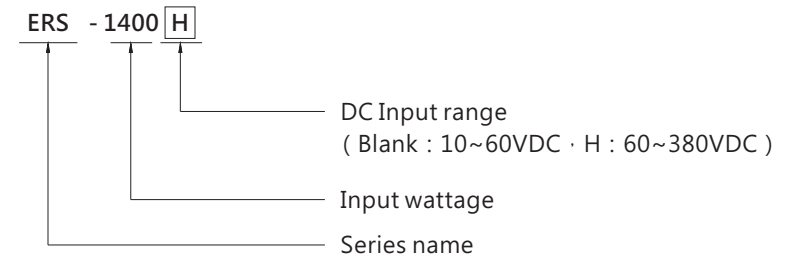 ERS - 1400 H
DC Input range
( Blank : 10~60VDC , H : 60~380VDC )
Input wattage
Series name